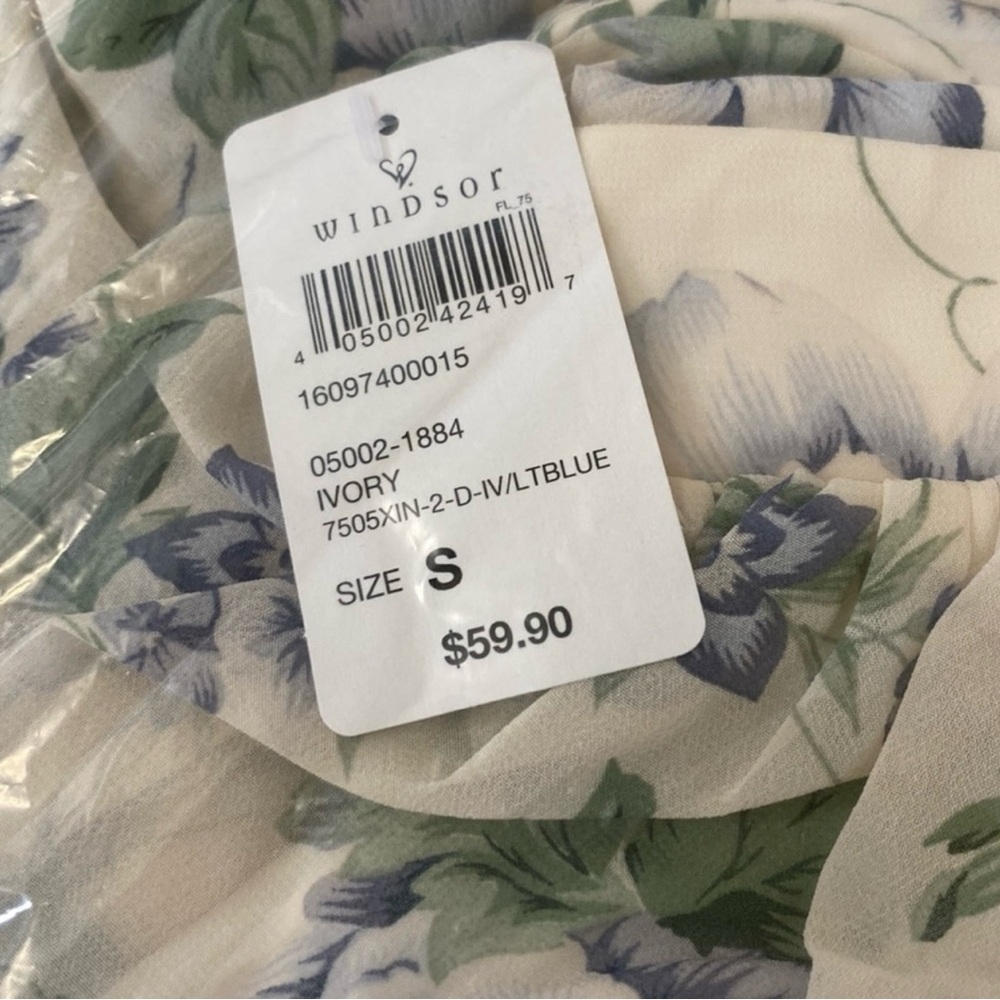 WINDSOR
FL_75
4 05002 42419 7
16097400015
05002-1884
IVORY
7505XIN-2-D-IV/LTBLUE
SIZE S
$59.90